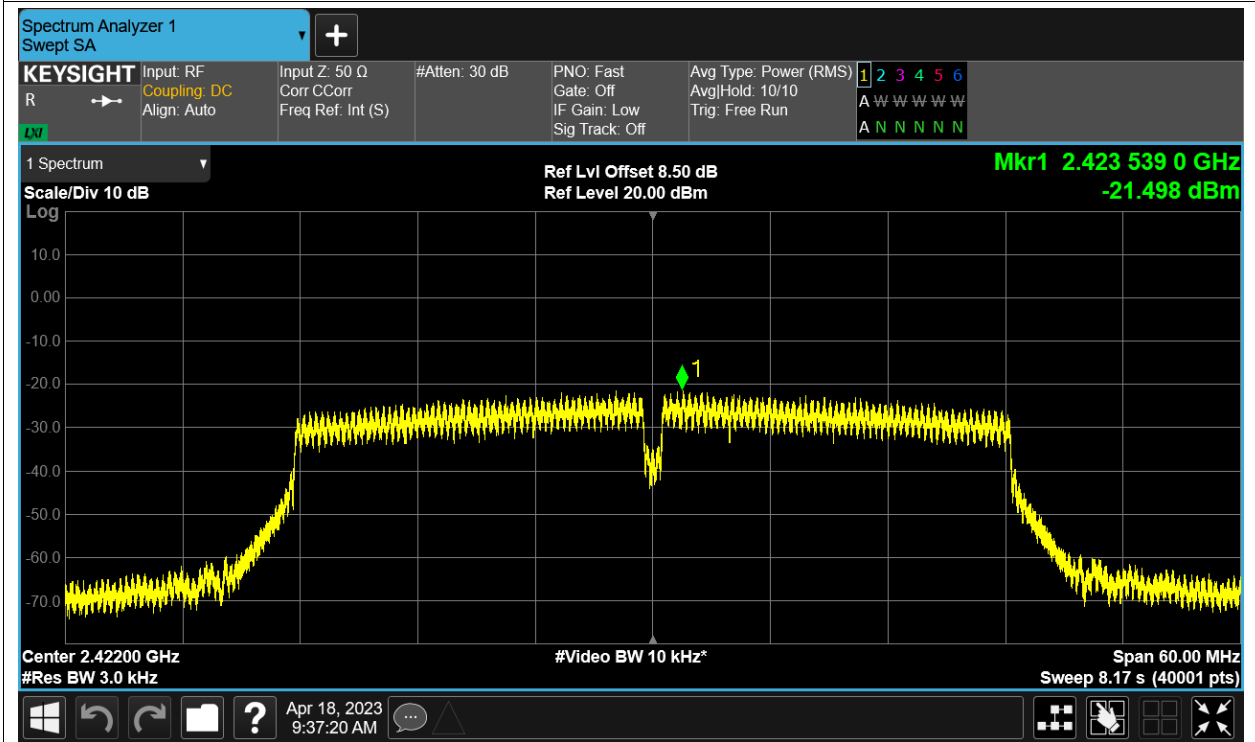 Spectrum Analyzer 1
Swept SA
KEYSIGHT
R
LXI
Input: RF
Coupling: DC
Align: Auto
Input Z: 50 Ω
Corr CCorr
Freq Ref: Int (S)
#Atten: 30 dB
PNO: Fast
Gate: Off
IF Gain: Low
Sig Track: Off
Avg Type: Power (RMS)
Avg|Hold: 10/10
Trig: Free Run
1 2 3 4 5 6
A W W W W W
A N N N N N
1 Spectrum
Scale/Div 10 dB
Log
Ref Lvl Offset 8.50 dB
Ref Level 20.00 dBm
Mkr1 2.423 539 0 GHz
-21.498 dBm
10.0
0.00
-10.0
-20.0
-30.0
-40.0
-50.0
-60.0
-70.0
1
Center 2.42200 GHz
#Res BW 3.0 kHz
#Video BW 10 kHz*
Span 60.00 MHz
Sweep 8.17 s (40001 pts)
?
Apr 18, 2023
9:37:20 AM